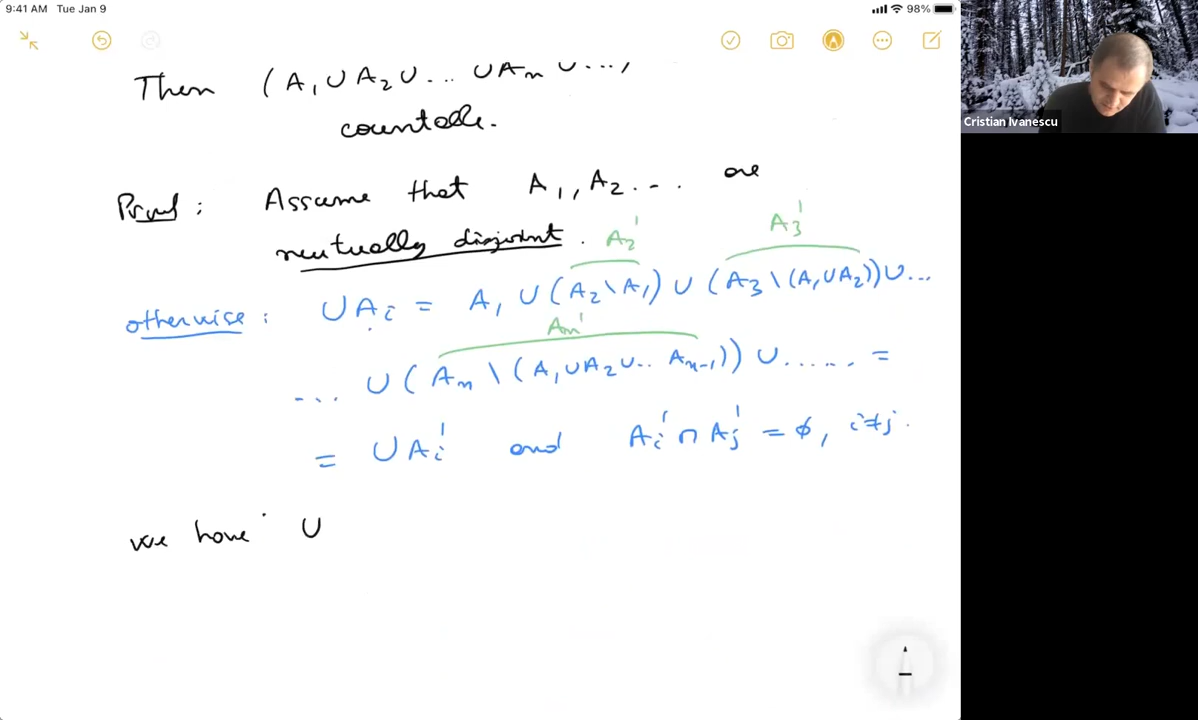 9:41 AM Tue Jan 9
98%
Cristian Ivanescu
Then (A₁ ∪ A₂ ∪ ... ∪ Aₙ ∪ ...,
countable.
Proof : Assume that A₁, A₂ ... are
mutually disjoint.
A₂' A₃'
otherwise : ∪Aᵢ = A₁ ∪ (A₂ \ A₁) ∪ (A₃ \ (A₁ ∪ A₂)) ∪ ...
Aₙ'
... ∪ (Aₙ \ (A₁ ∪ A₂ ∪ .. Aₙ₋₁)) ∪ ...... =
= ∪Aᵢ' and Aᵢ' ∩ Aⱼ' = ∅, i ≠ j.
we have ∪